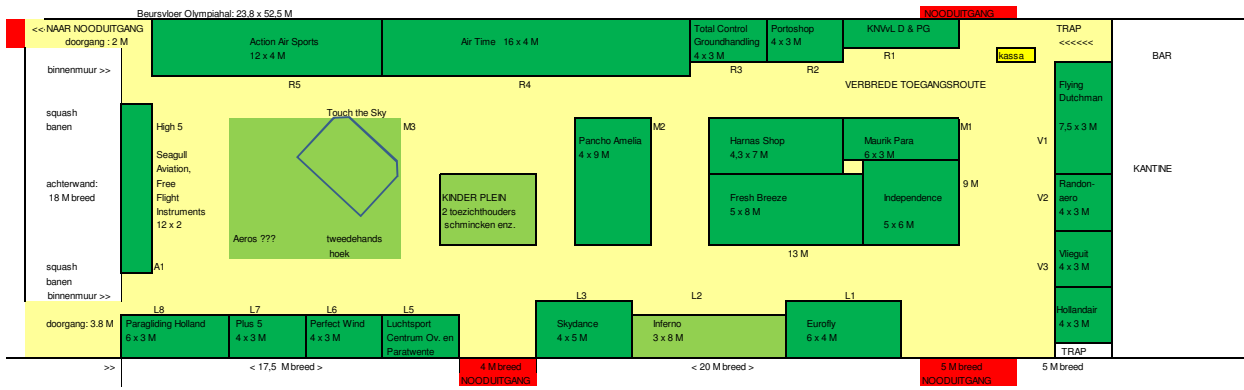 Beursvloer Olympiahal: 23,8 x 52,5 M
NOODUITGANG
<< NAAR NOODUITGANG
doorgang : 2 M
Action Air Sports
12 x 4 M
Air Time 16 x 4 M
Total Control
Groundhandling
4 x 3 M
Portoshop
4 x 3 M
KNVvL D & PG
TRAP
<<<<<<
kassa
BAR
R1
binnenmuur >>
R3
R2
R5
R4
VERBREDE TOEGANGSROUTE
Flying
Dutchman
7,5 x 3 M
squash
banen
Touch the Sky
High 5
M3
M2
M1
V1
Pancho Amelia
4 x 9 M
Harnas Shop
4,3 x 7 M
Maurik Para
6 x 3 M
Seagull
Aviation,
Free
Flight
Instruments
12 x 2
KANTINE
achterwand:
18 M breed
9 M
KINDER PLEIN
2 toezichthouders
schmincken enz.
Fresh Breeze
5 x 8 M
Independence
5 x 6 M
V2
Randon-
aero
4 x 3 M
Aeros ???
tweedehands
hoek
13 M
Vlieguit
4 x 3 M
squash
banen
A1
V3
binnenmuur >>
L3
L2
L1
L8
L7
L6
L5
Hollandair
4 x 3 M
doorgang: 3.8 M
Paragliding Holland
6 x 3 M
Plus 5
4 x 3 M
Perfect Wind
4 x 3 M
Luchtsport
Centrum Ov. en
Paratwente
Skydance
4 x 5 M
Inferno
3 x 8 M
Eurofly
6 x 4 M
TRAP
>>
< 17,5 M breed >
4 M breed
NOODUITGANG
< 20 M breed >
5 M breed
NOODUITGANG
5 M breed